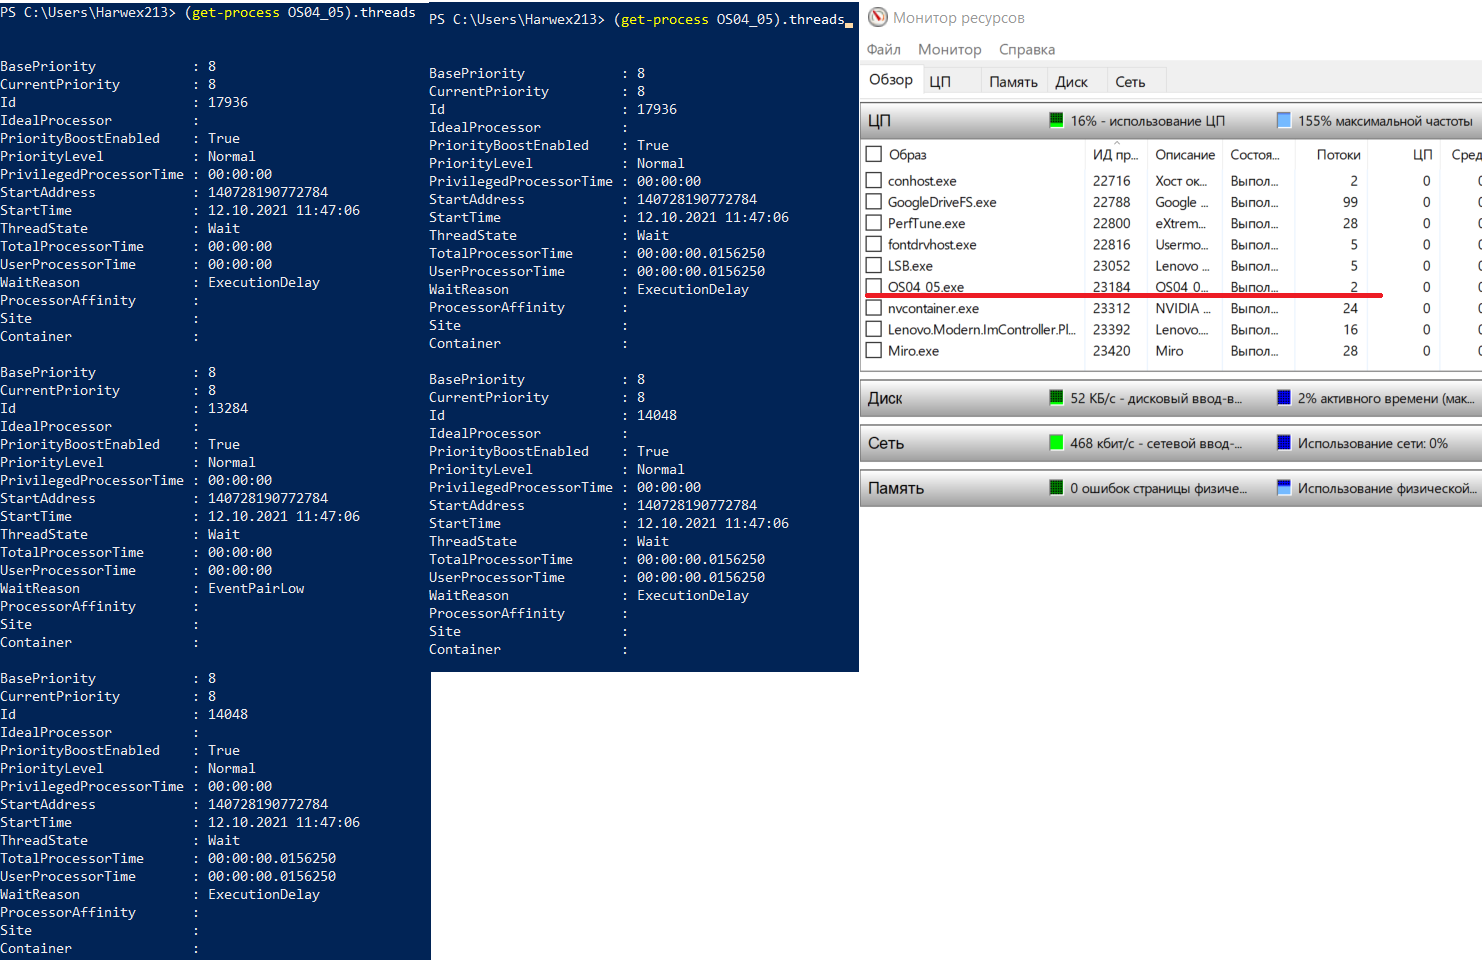 PS C:\Users\Harwex213> (get-process OS04_05).threads
BasePriority : 8
CurrentPriority : 8
Id : 17936
IdealProcessor :
PriorityBoostEnabled : True
PriorityLevel : Normal
PrivilegedProcessorTime : 00:00:00
StartAddress : 140728190772784
StartTime : 12.10.2021 11:47:06
ThreadState : Wait
TotalProcessorTime : 00:00:00
UserProcessorTime : 00:00:00
WaitReason : ExecutionDelay
ProcessorAffinity :
Site :
Container :
BasePriority : 8
CurrentPriority : 8
Id : 13284
IdealProcessor :
PriorityBoostEnabled : True
PriorityLevel : Normal
PrivilegedProcessorTime : 00:00:00
StartAddress : 140728190772784
StartTime : 12.10.2021 11:47:06
ThreadState : Wait
TotalProcessorTime : 00:00:00
UserProcessorTime : 00:00:00
WaitReason : EventPairLow
ProcessorAffinity :
Site :
Container :
BasePriority : 8
CurrentPriority : 8
Id : 14048
IdealProcessor :
PriorityBoostEnabled : True
PriorityLevel : Normal
PrivilegedProcessorTime : 00:00:00
StartAddress : 140728190772784
StartTime : 12.10.2021 11:47:06
ThreadState : Wait
TotalProcessorTime : 00:00:00.0156250
UserProcessorTime : 00:00:00.0156250
WaitReason : ExecutionDelay
ProcessorAffinity :
Site :
Container :
PS C:\Users\Harwex213> (get-process OS04_05).threads
BasePriority : 8
CurrentPriority : 8
Id : 17936
IdealProcessor :
PriorityBoostEnabled : True
PriorityLevel : Normal
PrivilegedProcessorTime : 00:00:00
StartAddress : 140728190772784
StartTime : 12.10.2021 11:47:06
ThreadState : Wait
TotalProcessorTime : 00:00:00.0156250
UserProcessorTime : 00:00:00.0156250
WaitReason : ExecutionDelay
ProcessorAffinity :
Site :
Container :
BasePriority : 8
CurrentPriority : 8
Id : 14048
IdealProcessor :
PriorityBoostEnabled : True
PriorityLevel : Normal
PrivilegedProcessorTime : 00:00:00
StartAddress : 140728190772784
StartTime : 12.10.2021 11:47:06
ThreadState : Wait
TotalProcessorTime : 00:00:00.0156250
UserProcessorTime : 00:00:00.0156250
WaitReason : ExecutionDelay
ProcessorAffinity :
Site :
Container :
Монитор ресурсов
Файл Монитор Справка
Обзор ЦП Память Диск Сеть
ЦП 16% - использование ЦП 155% максимальной частоты
Образ ИД пр... Описание Состоя... Потоки ЦП Сред
conhost.exe 22716 Хост ок... Выпол... 2 0 0
GoogleDriveFS.exe 22788 Google ... Выпол... 99 0 0
PerfTune.exe 22800 eXtrem... Выпол... 28 0 0
fontdrvhost.exe 22816 Usermo... Выпол... 5 0 0
LSB.exe 23052 Lenovo ... Выпол... 5 0 0
OS04_05.exe 23184 OS04_0... Выпол... 2 0 0
nvcontainer.exe 23312 NVIDIA ... Выпол... 24 0 0
Lenovo.Modern.ImController.Pl... 23392 Lenovo.... Выпол... 16 0 0
Miro.exe 23420 Miro Выпол... 28 0 0
Диск 52 КБ/с - дисковый ввод-в... 2% активного времени (мак...
Сеть 468 кбит/с - сетевой ввод-... Использование сети: 0%
Память 0 ошибок страницы физиче... Использование физической...